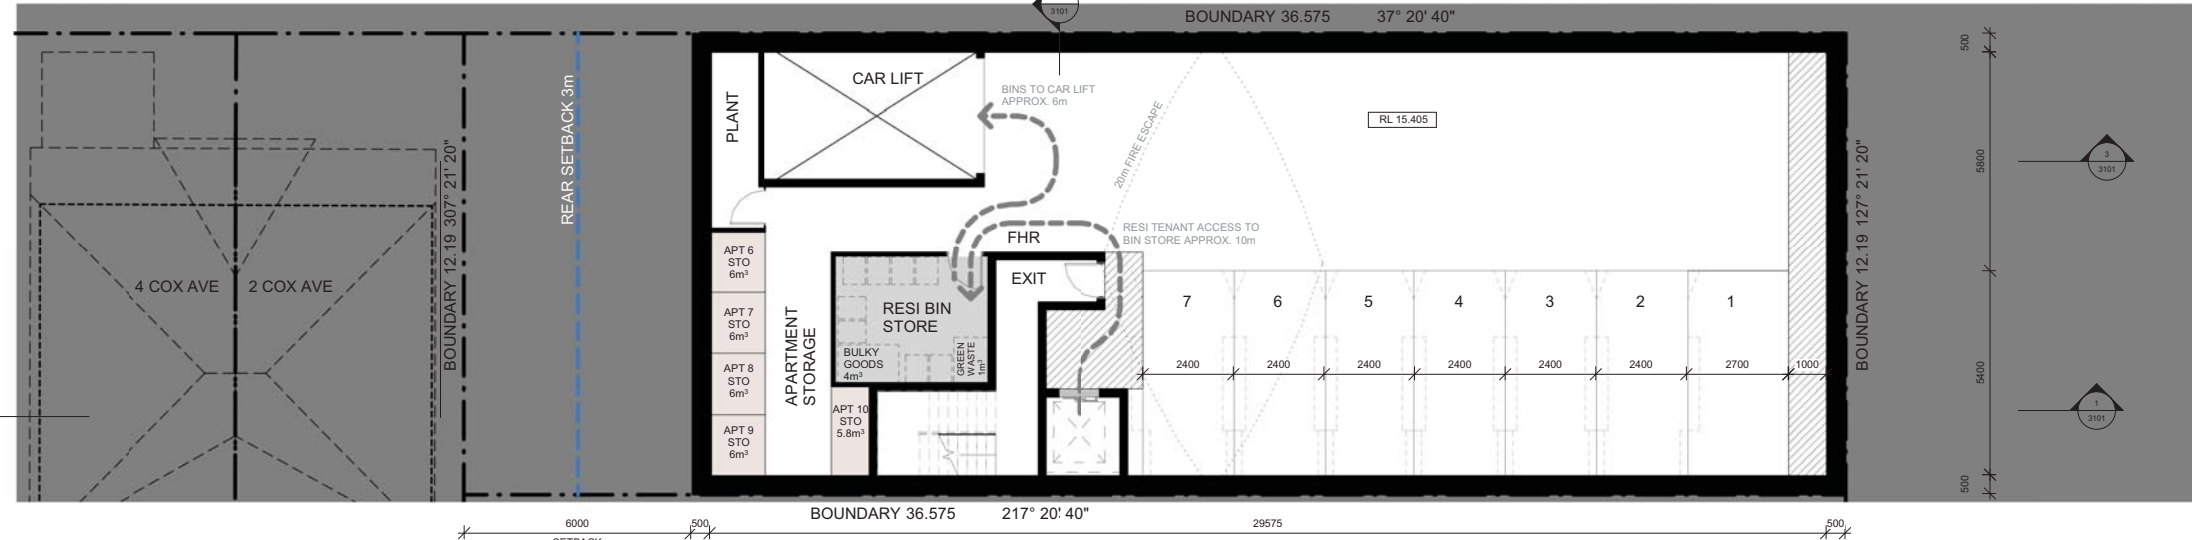 3101
BOUNDARY 36.575 37° 20' 40"
500
REAR SETBACK 3m
PLANT
CAR LIFT
BINS TO CAR LIFT
APPROX. 6m
20m FIRE ESCAPE
RL 15.405
BOUNDARY 12.19 307° 21' 20"
BOUNDARY 12.19 127° 21' 20"
5800
3
3101
RESI TENANT ACCESS TO
BIN STORE APPROX. 10m
FHR
EXIT
4 COX AVE
2 COX AVE
APT 6
STO
6m³
APT 7
STO
6m³
APT 8
STO
6m³
APT 9
STO
6m³
APARTMENT
STORAGE
RESI BIN
STORE
BULKY
GOODS
4m³
GREEN
WASTE
1m³
APT 10
STO
5.8m³
7
6
5
4
3
2
1
2400
2400
2400
2400
2400
2400
2700
1000
5400
1
3101
500
BOUNDARY 36.575 217° 20' 40"
6000
500
29575
500
SETBACK